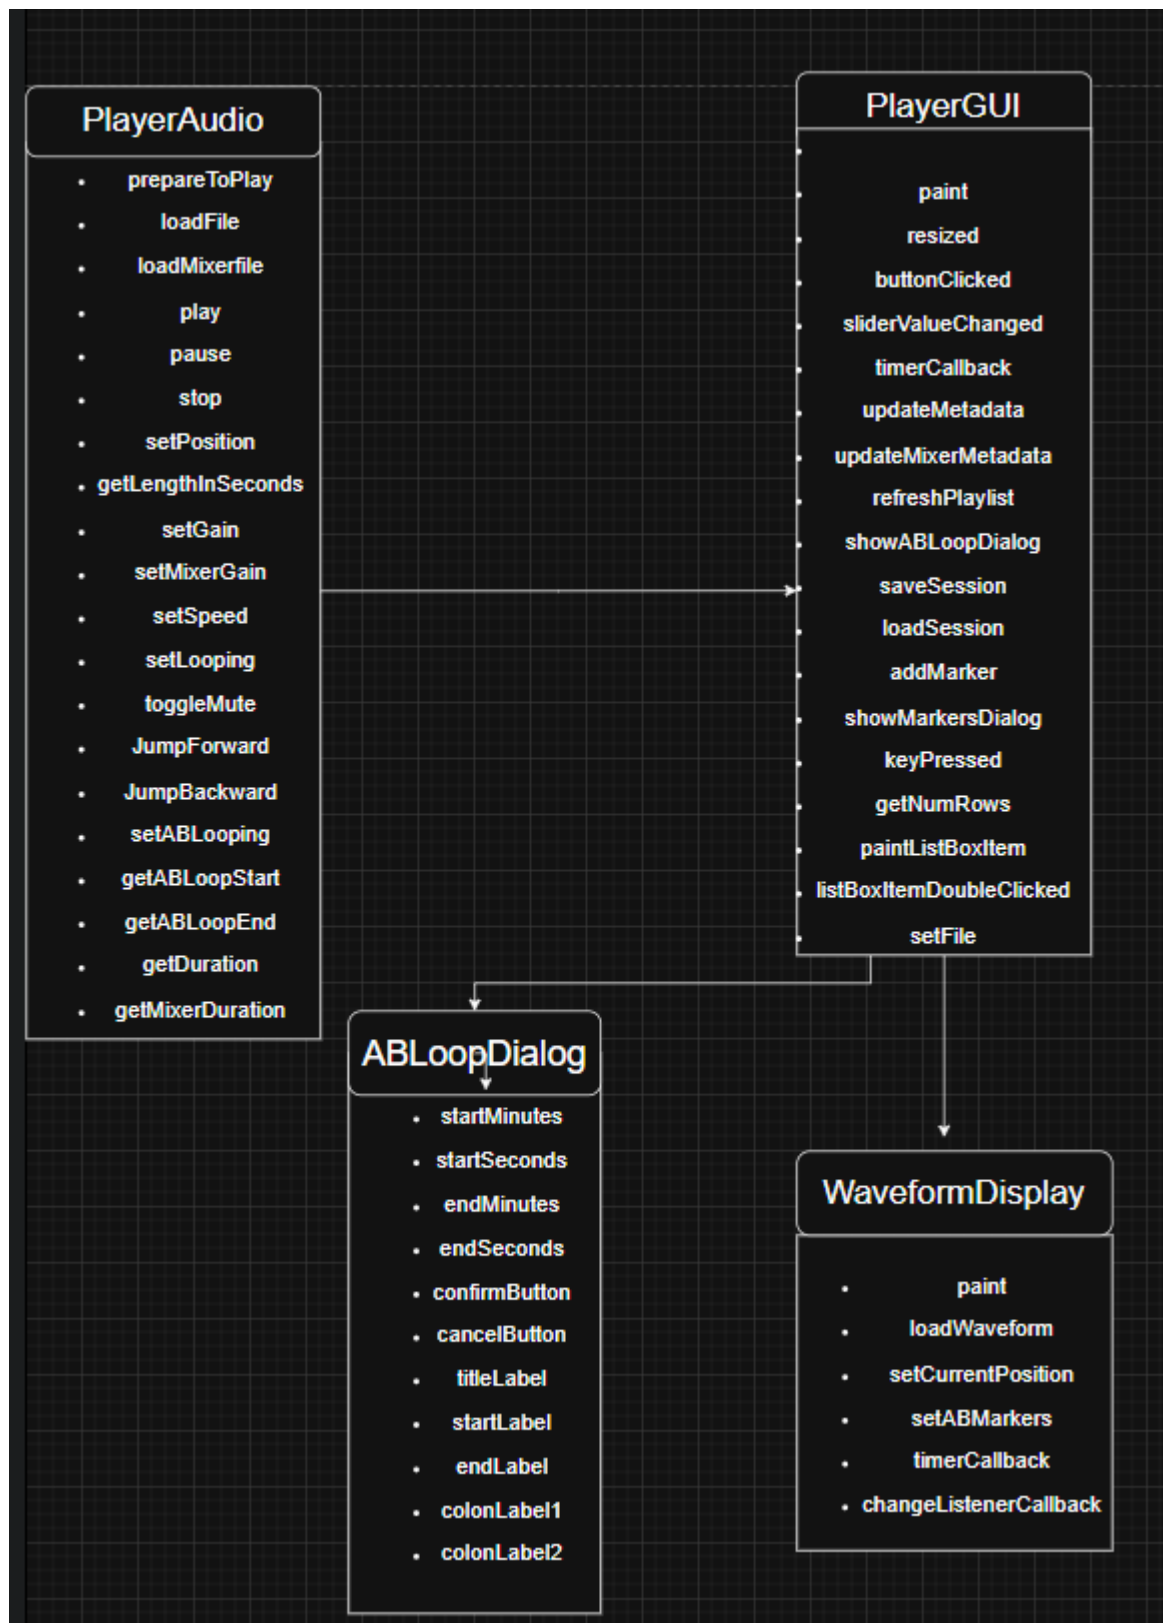 PlayerAudio
prepareToPlay
loadFile
loadMixerfile
play
pause
stop
setPosition
getLengthInSeconds
setGain
setMixerGain
setSpeed
setLooping
toggleMute
JumpForward
JumpBackward
setABLooping
getABLoopStart
getABLoopEnd
getDuration
getMixerDuration
PlayerGUI
paint
resized
buttonClicked
sliderValueChanged
timerCallback
updateMetadata
updateMixerMetadata
refreshPlaylist
showABLoopDialog
saveSession
loadSession
addMarker
showMarkersDialog
keyPressed
getNumRows
paintListBoxItem
listBoxItemDoubleClicked
setFile
ABLoopDialog
startMinutes
startSeconds
endMinutes
endSeconds
confirmButton
cancelButton
titleLabel
startLabel
endLabel
colonLabel1
colonLabel2
WaveformDisplay
paint
loadWaveform
setCurrentPosition
setABMarkers
timerCallback
changeListenerCallback